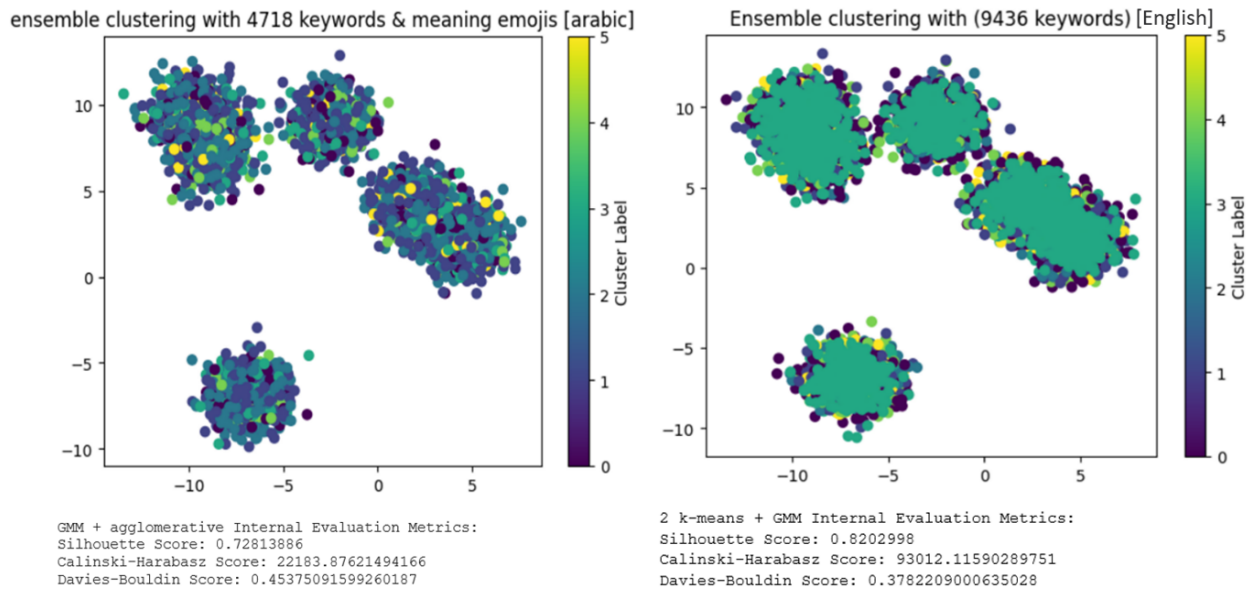 ensemble clustering with 4718 keywords & meaning emojis [arabic]
10
5
0
−5
−10
−10
−5
0
5
5
4
3
2
1
0
Cluster Label
GMM + agglomerative Internal Evaluation Metrics:
Silhouette Score: 0.72813886
Calinski-Harabasz Score: 22183.87621494166
Davies-Bouldin Score: 0.45375091599260187
Ensemble clustering with (9436 keywords) [English]
10
5
0
−5
−10
−10
−5
0
5
5
4
3
2
1
0
Cluster Label
2 k-means + GMM Internal Evaluation Metrics:
Silhouette Score: 0.8202998
Calinski-Harabasz Score: 93012.11590289751
Davies-Bouldin Score: 0.3782209000635028